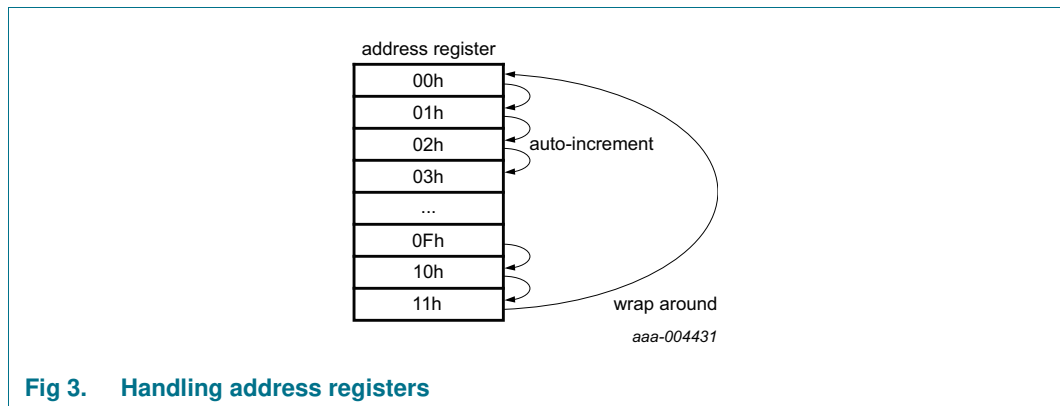 address register
00h
01h
02h
auto-increment
03h
...
0Fh
10h
11h
wrap around
aaa-004431
Fig 3. Handling address registers